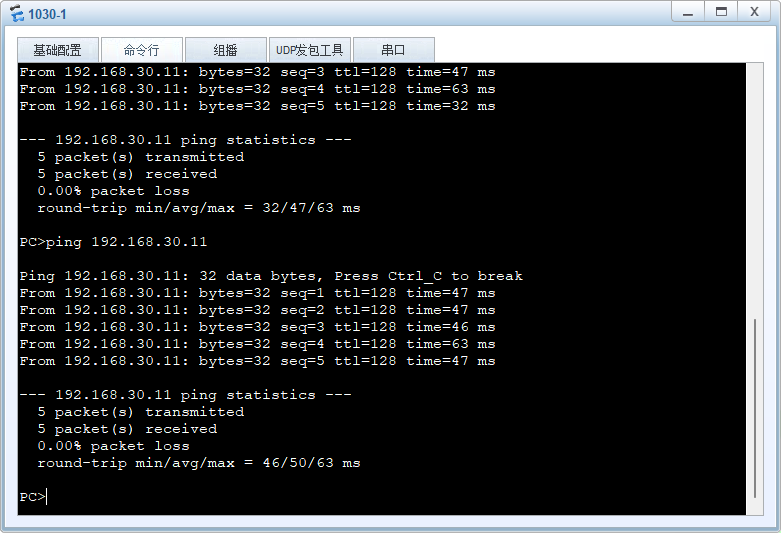 1030-1
基础配置 命令行 组播 UDP发包工具 串口
From 192.168.30.11: bytes=32 seq=3 ttl=128 time=47 ms
From 192.168.30.11: bytes=32 seq=4 ttl=128 time=63 ms
From 192.168.30.11: bytes=32 seq=5 ttl=128 time=32 ms
--- 192.168.30.11 ping statistics ---
5 packet(s) transmitted
5 packet(s) received
0.00% packet loss
round-trip min/avg/max = 32/47/63 ms
PC>ping 192.168.30.11
Ping 192.168.30.11: 32 data bytes, Press Ctrl_C to break
From 192.168.30.11: bytes=32 seq=1 ttl=128 time=47 ms
From 192.168.30.11: bytes=32 seq=2 ttl=128 time=47 ms
From 192.168.30.11: bytes=32 seq=3 ttl=128 time=46 ms
From 192.168.30.11: bytes=32 seq=4 ttl=128 time=63 ms
From 192.168.30.11: bytes=32 seq=5 ttl=128 time=47 ms
--- 192.168.30.11 ping statistics ---
5 packet(s) transmitted
5 packet(s) received
0.00% packet loss
round-trip min/avg/max = 46/50/63 ms
PC>